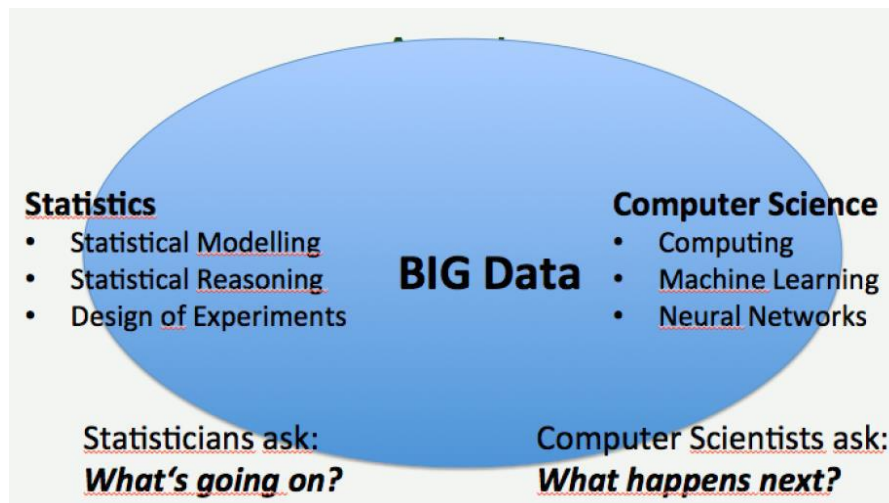 Statistics
• Statistical Modelling
• Statistical Reasoning
• Design of Experiments
BIG Data
Computer Science
• Computing
• Machine Learning
• Neural Networks
Statisticians ask:
What‘s going on?
Computer Scientists ask:
What happens next?